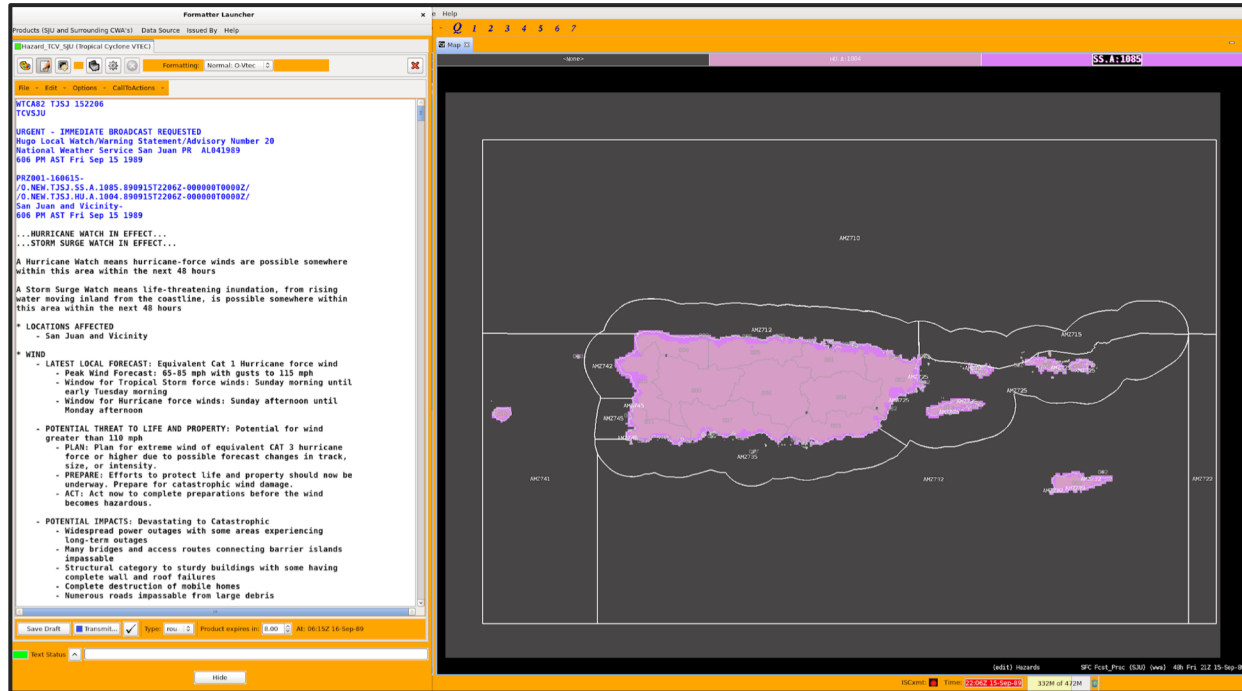 Formatter Launcher
×
Products (SJU and Surrounding CWA's) Data Source Issued By Help
Hazard_TCV_SJU (Tropical Cyclone VTEC)
Formatting: Normal: O-Vtec
File Edit Options CallToActions
WTCA82 TJSJ 152206
TCVSJU
URGENT - IMMEDIATE BROADCAST REQUESTED
Hugo Local Watch/Warning Statement/Advisory Number 20
National Weather Service San Juan PR AL041989
606 PM AST Fri Sep 15 1989
PRZ001-160615-
/O.NEW.TJSJ.SS.A.1085.890915T2206Z-000000T0000Z/
/O.NEW.TJSJ.HU.A.1004.890915T2206Z-000000T0000Z/
San Juan and Vicinity-
606 PM AST Fri Sep 15 1989
...HURRICANE WATCH IN EFFECT...
...STORM SURGE WATCH IN EFFECT...
A Hurricane Watch means hurricane-force winds are possible somewhere
within this area within the next 48 hours
A Storm Surge Watch means life-threatening inundation, from rising
water moving inland from the coastline, is possible somewhere within
this area within the next 48 hours
* LOCATIONS AFFECTED
- San Juan and Vicinity
* WIND
- LATEST LOCAL FORECAST: Equivalent Cat 1 Hurricane force wind
- Peak Wind Forecast: 65-85 mph with gusts to 115 mph
- Window for Tropical Storm force winds: Sunday morning until
early Tuesday morning
- Window for Hurricane force winds: Sunday afternoon until
Monday afternoon
- POTENTIAL THREAT TO LIFE AND PROPERTY: Potential for wind
greater than 110 mph
- PLAN: Plan for extreme wind of equivalent CAT 3 hurricane
force or higher due to possible forecast changes in track,
size, or intensity.
- PREPARE: Efforts to protect life and property should now be
underway. Prepare for catastrophic wind damage.
- ACT: Act now to complete preparations before the wind
becomes hazardous.
- POTENTIAL IMPACTS: Devastating to Catastrophic
- Widespread power outages with some areas experiencing
long-term outages
- Many bridges and access routes connecting barrier islands
impassable
- Structural category to sturdy buildings with some having
complete wall and roof failures
- Complete destruction of mobile homes
- Numerous roads impassable from large debris
Save Draft Transmit... Type: rou Product expires in: 8.00 At: 06:15Z 16-Sep-89
Text Status
Hide
e Help
Q 1 2 3 4 5 6 7
Map
<None> HU.A:1004 SS.A:1085
AMZ710
AMZ712
AMZ715
AMZ742
AMZ725
AMZ725
AMZ725
AMZ745
AMZ735
AMZ741
AMZ732
AMZ722
(edit) Hazards SFC Fcst_Proc (SJU) (wwa) 48h Fri 21Z 15-Sep-8
ISCxmt: Time: 22:06Z 15-Sep-89 332M of 472M